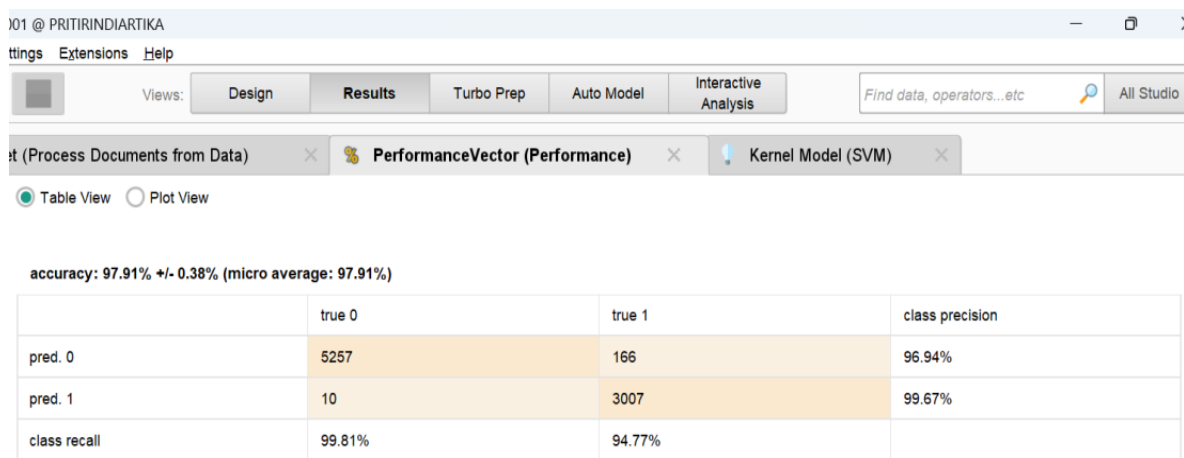 001 @ PRITIRINDIARTIKA
ttings Extensions Help
Views: Design Results Turbo Prep Auto Model Interactive Analysis Find data, operators...etc All Studio
et (Process Documents from Data) PerformanceVector (Performance) Kernel Model (SVM)
Table View Plot View
accuracy: 97.91% +/- 0.38% (micro average: 97.91%)
true 0 true 1 class precision
pred. 0 5257 166 96.94%
pred. 1 10 3007 99.67%
class recall 99.81% 94.77%